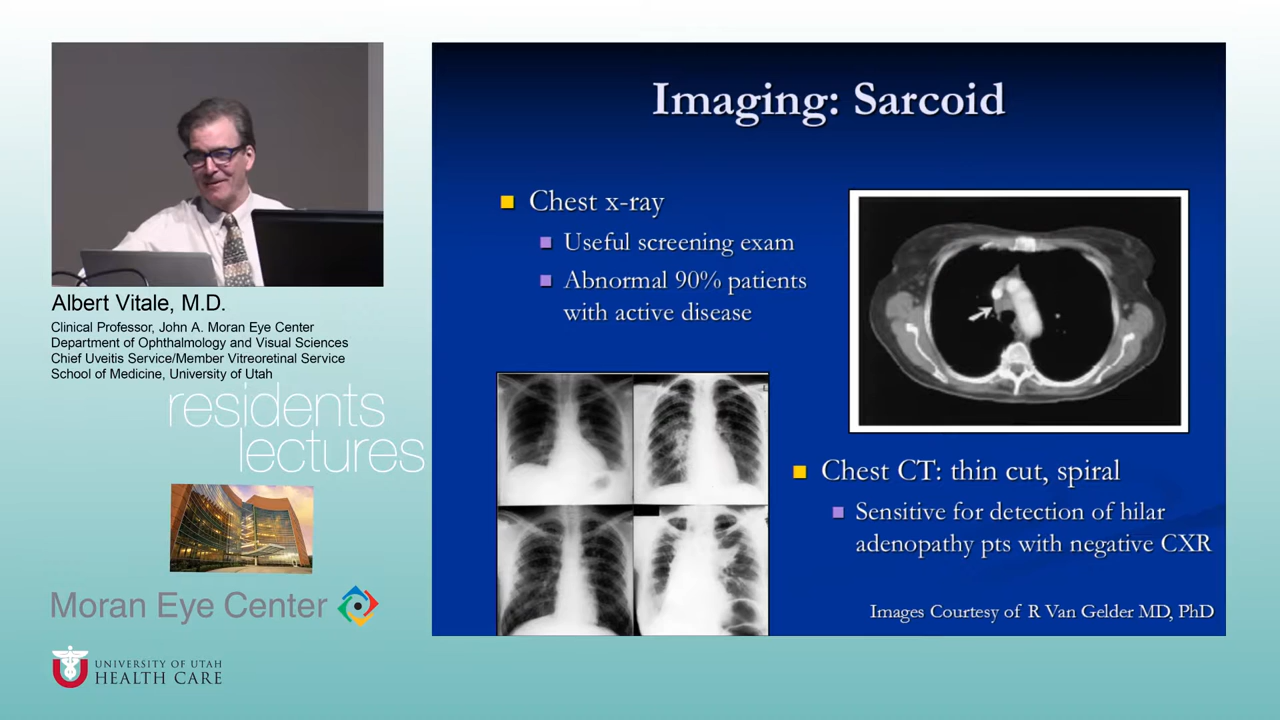 Albert Vitale, M.D.
Clinical Professor, John A. Moran Eye Center
Department of Ophthalmology and Visual Sciences
Chief Uveitis Service/Member Vitreoretinal Service
School of Medicine, University of Utah
residents
lectures
Moran Eye Center
UNIVERSITY OF UTAH
HEALTH CARE
Imaging: Sarcoid
Chest x-ray
Useful screening exam
Abnormal 90% patients
with active disease
Chest CT: thin cut, spiral
Sensitive for detection of hilar
adenopathy pts with negative CXR
Images Courtesy of R Van Gelder MD, PhD